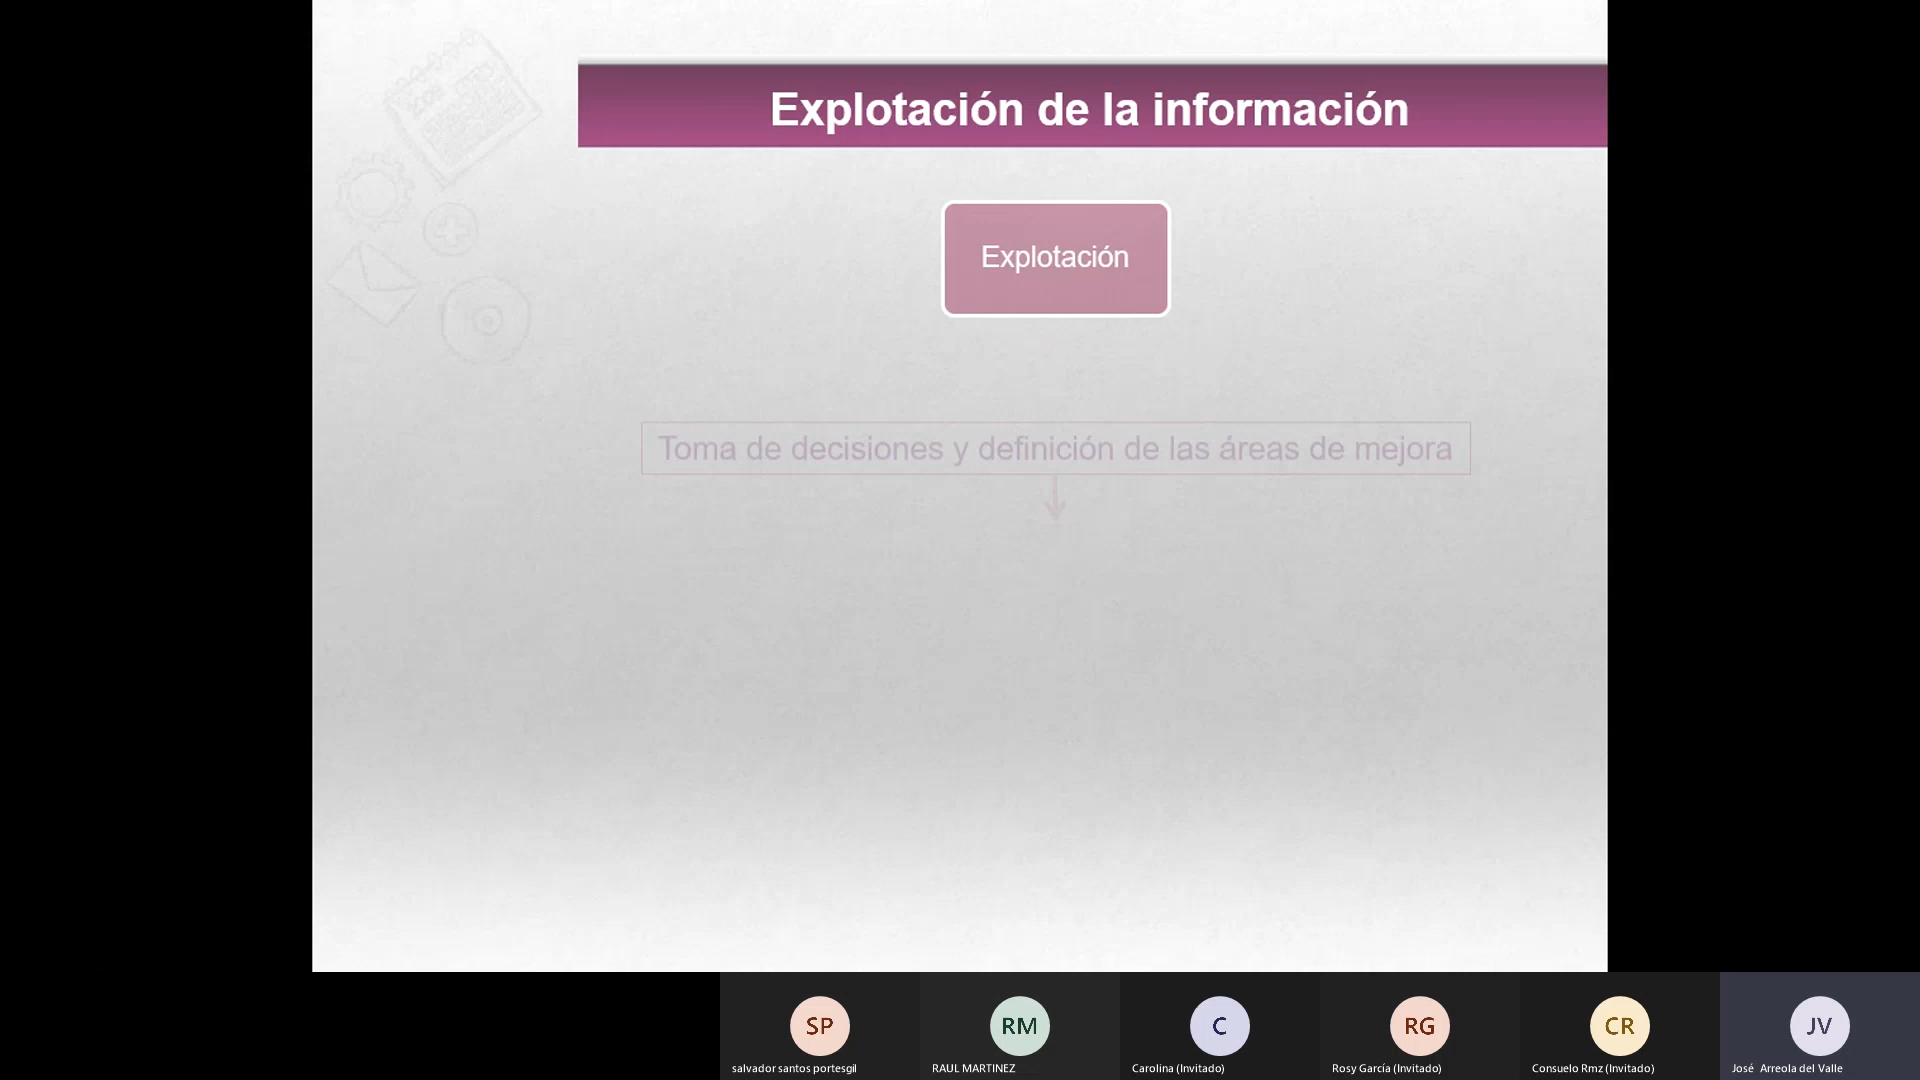 Explotación de la información
Explotación
Toma de decisiones y definición de las áreas de mejora
SP
RM
C
RG
CR
JV
salvador santos portesgil
RAUL MARTINEZ
Carolina (Invitado)
Rosy García (Invitado)
Consuelo Rmz (Invitado)
José Arreola del Valle